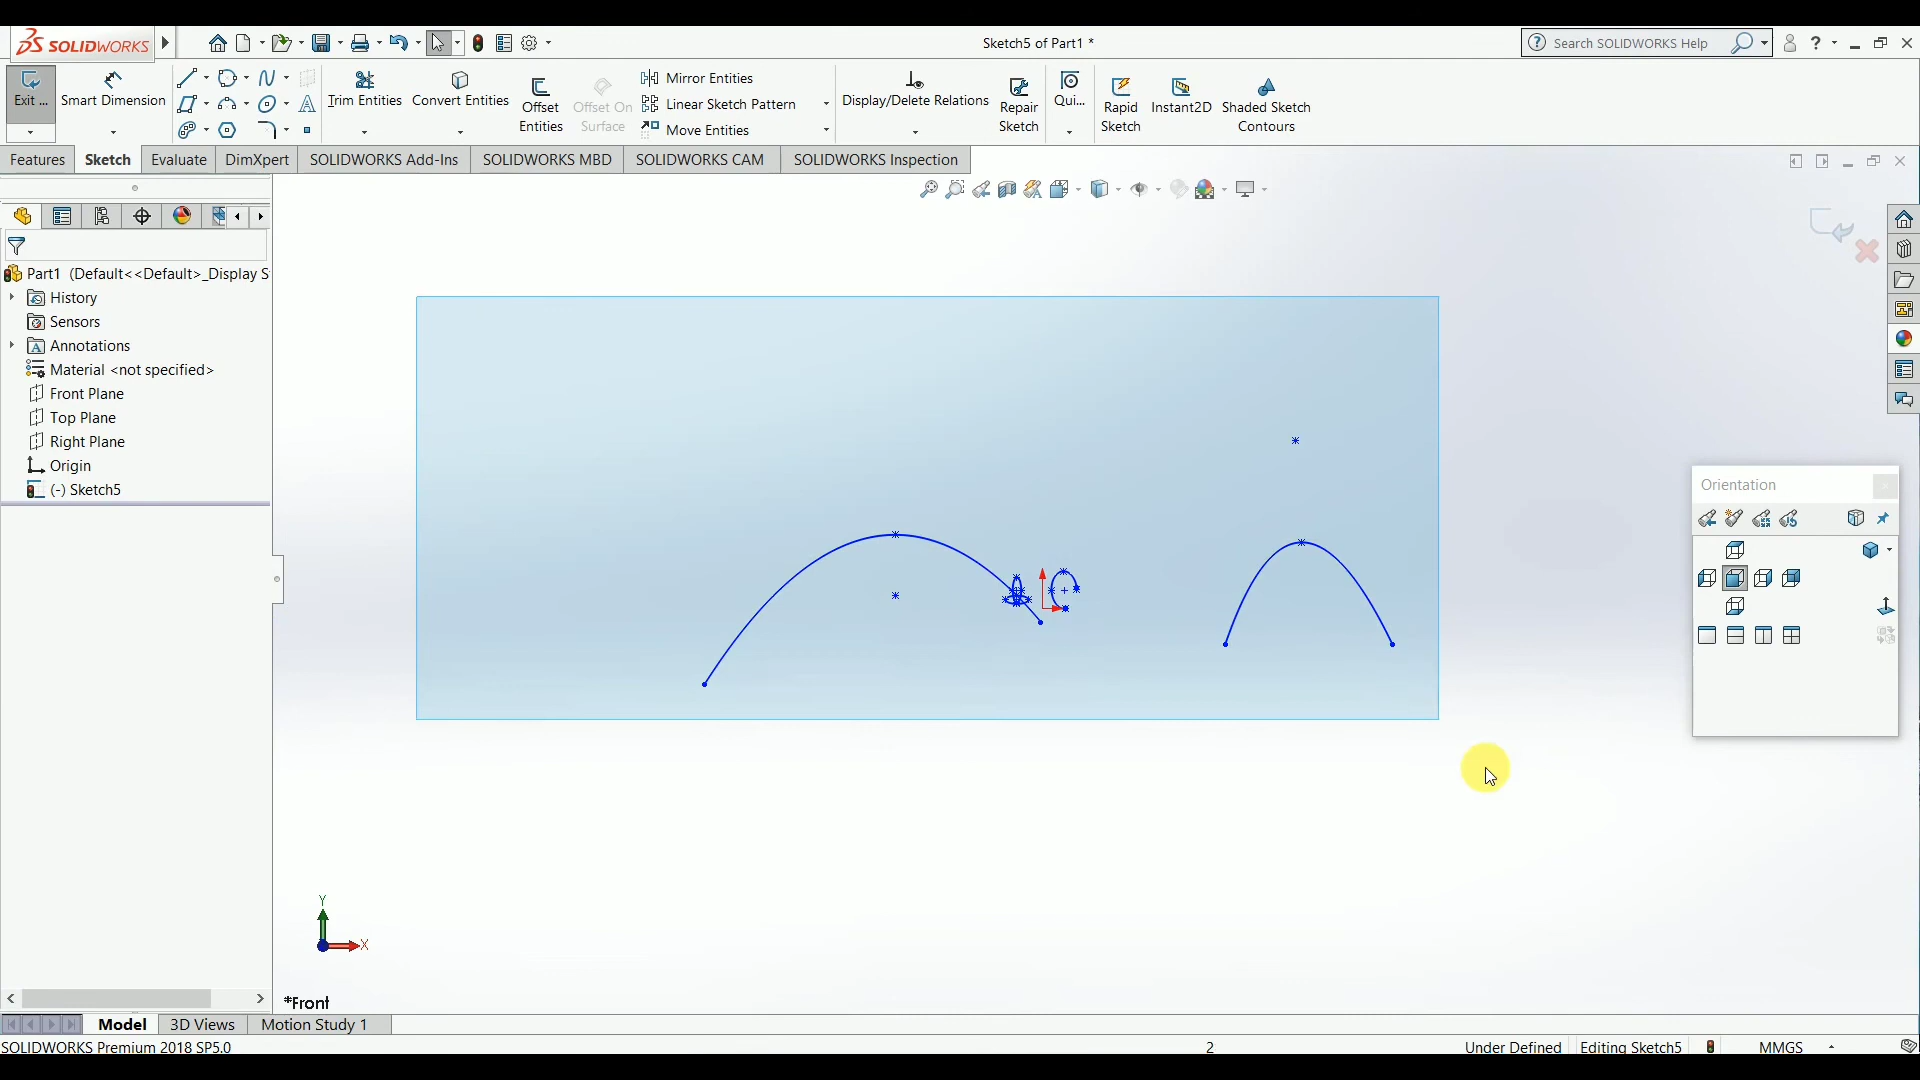 SOLIDWORKS
Sketch5 of Part1 *
Search SOLIDWORKS Help
Exit ...
Smart Dimension
Trim Entities
Convert Entities
Offset
Entities
Offset On
Surface
Mirror Entities
Linear Sketch Pattern
Move Entities
Display/Delete Relations
Repair
Sketch
Qui...
Rapid
Sketch
Instant2D
Shaded Sketch
Contours
Features
Sketch
Evaluate
DimXpert
SOLIDWORKS Add-Ins
SOLIDWORKS MBD
SOLIDWORKS CAM
SOLIDWORKS Inspection
Part1 (Default<<Default>_Display S
History
Sensors
Annotations
Material <not specified>
Front Plane
Top Plane
Right Plane
Origin
(-) Sketch5
Orientation
Y
X
*Front
Model
3D Views
Motion Study 1
SOLIDWORKS Premium 2018 SP5.0
2
Under Defined
Editing Sketch5
MMGS